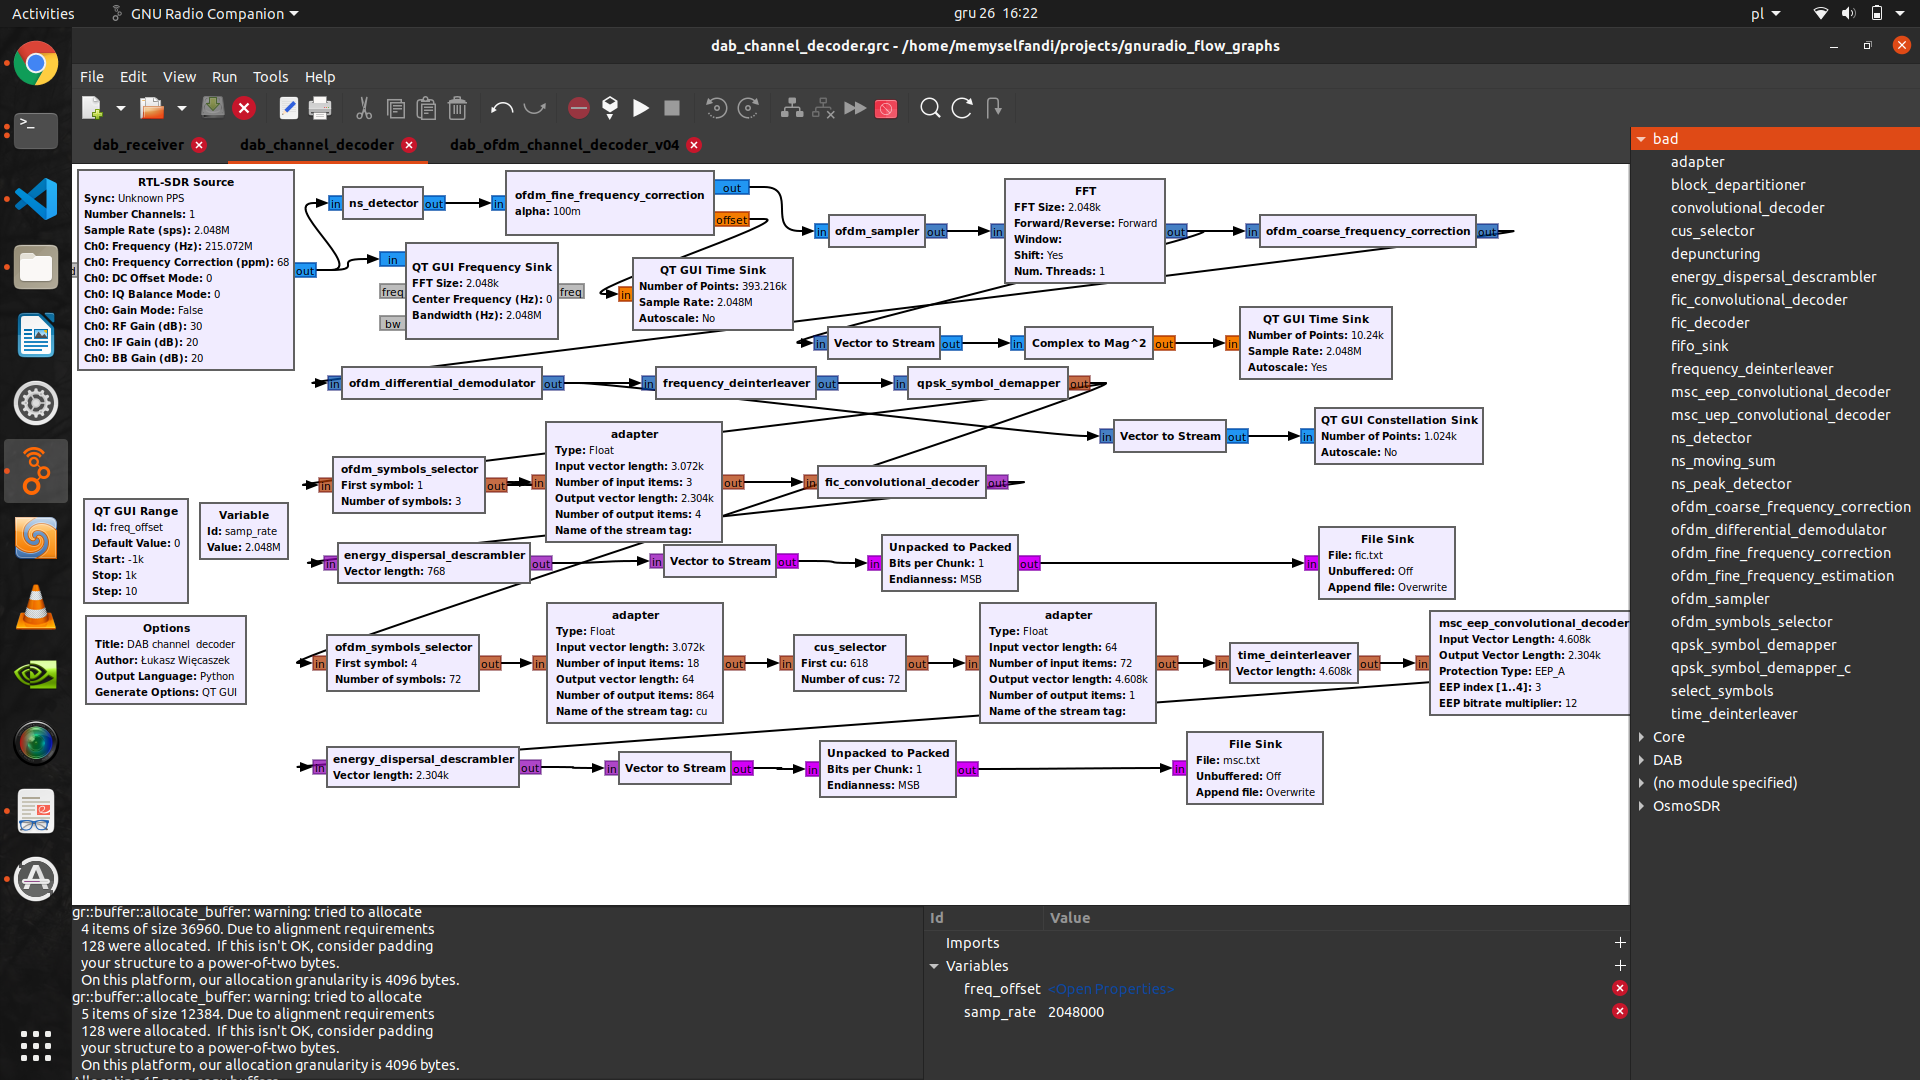 Activities
GNU Radio Companion
gru 26 16:22
pl
dab_channel_decoder.grc - /home/memyselfandi/projects/gnuradio_flow_graphs
File Edit View Run Tools Help
dab_receiver
dab_channel_decoder
dab_ofdm_channel_decoder_v04
RTL-SDR Source
Sync: Unknown PPS
Number Channels: 1
Sample Rate (sps): 2.048M
Ch0: Frequency (Hz): 215.072M
Ch0: Frequency Correction (ppm): 68
Ch0: DC Offset Mode: 0
Ch0: IQ Balance Mode: 0
Ch0: Gain Mode: False
Ch0: RF Gain (dB): 30
Ch0: IF Gain (dB): 20
Ch0: BB Gain (dB): 20
out
in
ns_detector
out
in
ofdm_fine_frequency_correction
alpha: 100m
out
offset
in
freq
bw
QT GUI Frequency Sink
FFT Size: 2.048k
Center Frequency (Hz): 0
Bandwidth (Hz): 2.048M
freq
in
QT GUI Time Sink
Number of Points: 393.216k
Sample Rate: 2.048M
Autoscale: No
in
ofdm_sampler
out
in
FFT
FFT Size: 2.048k
Forward/Reverse: Forward
Window:
Shift: Yes
Num. Threads: 1
out
in
ofdm_coarse_frequency_correction
out
in
Vector to Stream
out
in
Complex to Mag^2
out
in
QT GUI Time Sink
Number of Points: 10.24k
Sample Rate: 2.048M
Autoscale: Yes
in
ofdm_differential_demodulator
out
in
frequency_deinterleaver
out
in
qpsk_symbol_demapper
out
in
Vector to Stream
out
in
QT GUI Constellation Sink
Number of Points: 1.024k
Autoscale: No
in
ofdm_symbols_selector
First symbol: 1
Number of symbols: 3
out
in
adapter
Type: Float
Input vector length: 3.072k
Number of input items: 3
Output vector length: 2.304k
Number of output items: 4
Name of the stream tag:
out
in
fic_convolutional_decoder
out
QT GUI Range
Id: freq_offset
Default Value: 0
Start: -1k
Stop: 1k
Step: 10
Variable
Id: samp_rate
Value: 2.048M
in
energy_dispersal_descrambler
Vector length: 768
out
in
Vector to Stream
out
in
Unpacked to Packed
Bits per Chunk: 1
Endianness: MSB
out
in
File Sink
File: fic.txt
Unbuffered: Off
Append file: Overwrite
Options
Title: DAB channel decoder
Author: Łukasz Więcaszek
Output Language: Python
Generate Options: QT GUI
in
ofdm_symbols_selector
First symbol: 4
Number of symbols: 72
out
in
adapter
Type: Float
Input vector length: 3.072k
Number of input items: 18
Output vector length: 64
Number of output items: 864
Name of the stream tag: cu
out
in
cus_selector
First cu: 618
Number of cus: 72
out
in
adapter
Type: Float
Input vector length: 64
Number of input items: 72
Output vector length: 4.608k
Number of output items: 1
Name of the stream tag:
out
in
time_deinterleaver
Vector length: 4.608k
out
in
msc_eep_convolutional_decoder
Input Vector Length: 4.608k
Output Vector Length: 2.304k
Protection Type: EEP_A
EEP index [1..4]: 3
EEP bitrate multiplier: 12
in
energy_dispersal_descrambler
Vector length: 2.304k
out
in
Vector to Stream
out
in
Unpacked to Packed
Bits per Chunk: 1
Endianness: MSB
out
in
File Sink
File: msc.txt
Unbuffered: Off
Append file: Overwrite
bad
adapter
block_departitioner
convolutional_decoder
cus_selector
depuncturing
energy_dispersal_descrambler
fic_convolutional_decoder
fic_decoder
fifo_sink
frequency_deinterleaver
msc_eep_convolutional_decoder
msc_uep_convolutional_decoder
ns_detector
ns_moving_sum
ns_peak_detector
ofdm_coarse_frequency_correction
ofdm_differential_demodulator
ofdm_fine_frequency_correction
ofdm_fine_frequency_estimation
ofdm_sampler
ofdm_symbols_selector
qpsk_symbol_demapper
qpsk_symbol_demapper_c
select_symbols
time_deinterleaver
Core
DAB
(no module specified)
OsmoSDR
gr::buffer::allocate_buffer: warning: tried to allocate
4 items of size 36960. Due to alignment requirements
128 were allocated. If this isn't OK, consider padding
your structure to a power-of-two bytes.
On this platform, our allocation granularity is 4096 bytes.
gr::buffer::allocate_buffer: warning: tried to allocate
5 items of size 12384. Due to alignment requirements
128 were allocated. If this isn't OK, consider padding
your structure to a power-of-two bytes.
On this platform, our allocation granularity is 4096 bytes.
Id Value
Imports
Variables
freq_offset <Open Properties>
samp_rate 2048000